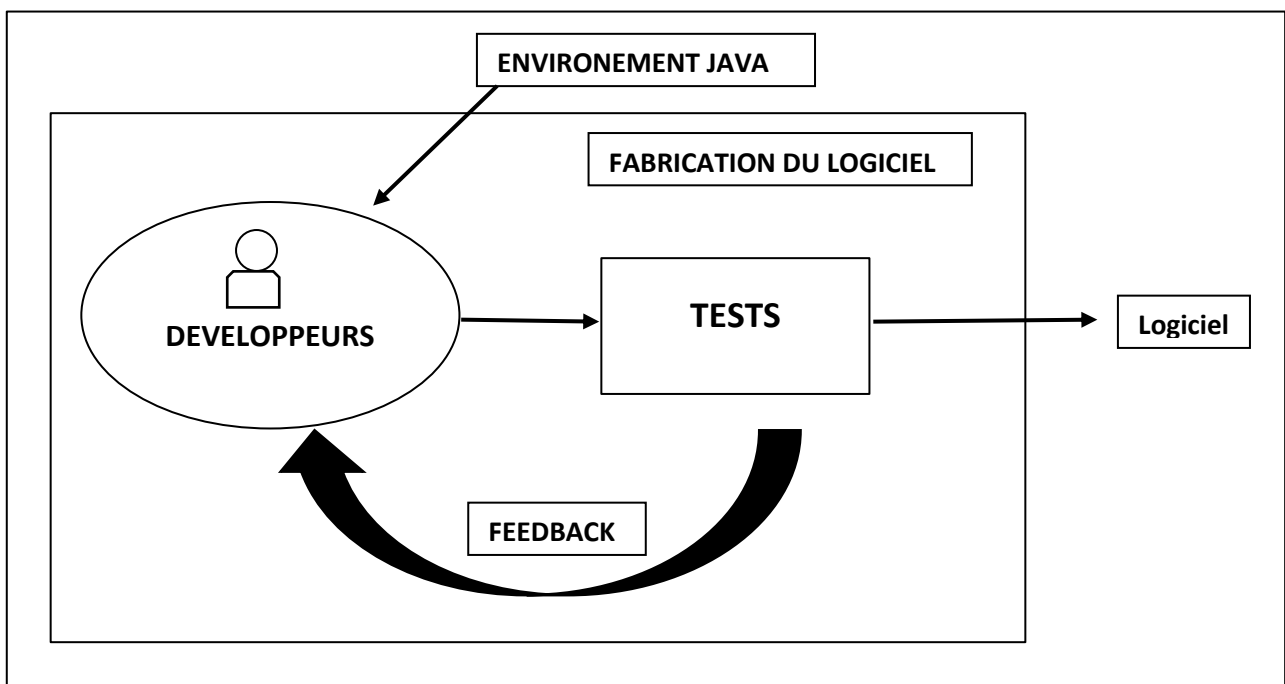 ENVIRONEMENT JAVA
FABRICATION DU LOGICIEL
DEVELOPPEURS
TESTS
Logiciel
FEEDBACK